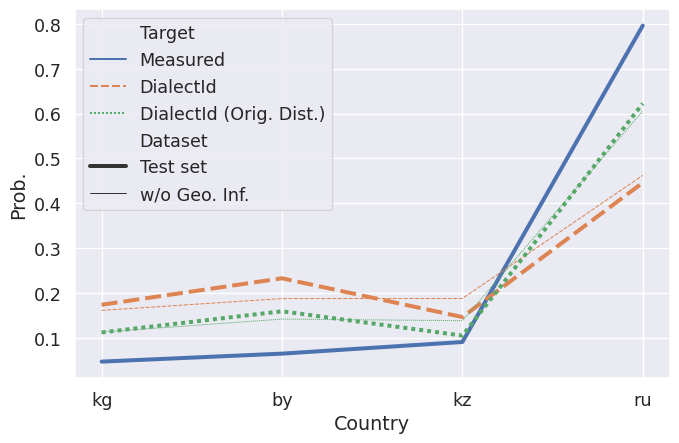 0.8
0.7
0.6
0.5
0.4
0.3
0.2
0.1
Prob.
Target
Measured
DialectId
DialectId (Orig. Dist.)
Dataset
Test set
w/o Geo. Inf.
kg by kz ru
Country